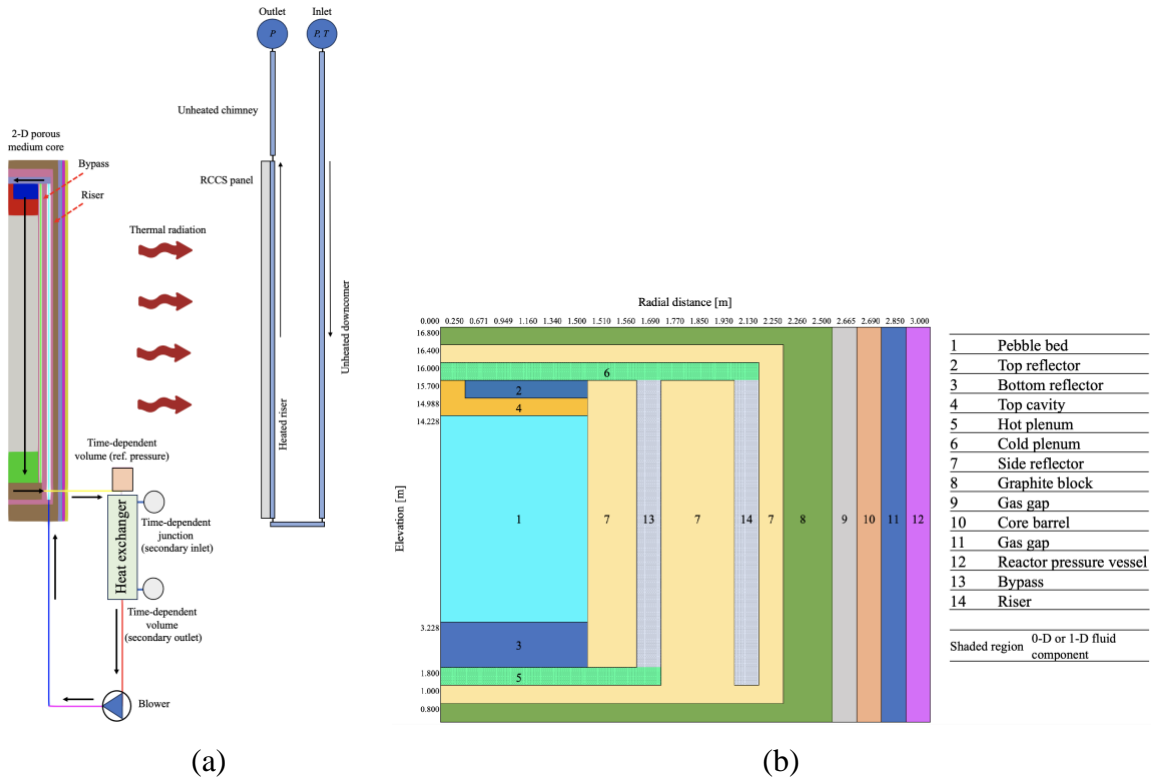 Outlet
Inlet
P
P, T
Unheated chimney
2-D porous
medium core
Bypass
RCCS panel
Riser
Thermal radiation
Unheated downcomer
Heated riser
Time-dependent
volume (ref. pressure)
Heat exchanger
Time-dependent
junction
(secondary inlet)
Time-dependent
volume
(secondary outlet)
Blower
(a)
Radial distance [m]
0.000 0.250 0.671 0.949 1.160 1.340 1.500 1.510 1.560 1.690 1.770 1.850 1.930 2.130 2.250 2.260 2.500 2.665 2.690 2.850 3.000
Elevation [m]
16.800
16.400
16.000
15.700
14.988
14.228
3.228
1.800
1.000
0.800
6
2
4
1
7
13
7
14
7
8
9
10
11
12
3
5
1 Pebble bed
2 Top reflector
3 Bottom reflector
4 Top cavity
5 Hot plenum
6 Cold plenum
7 Side reflector
8 Graphite block
9 Gas gap
10 Core barrel
11 Gas gap
12 Reactor pressure vessel
13 Bypass
14 Riser
Shaded region 0-D or 1-D fluid
component
(b)